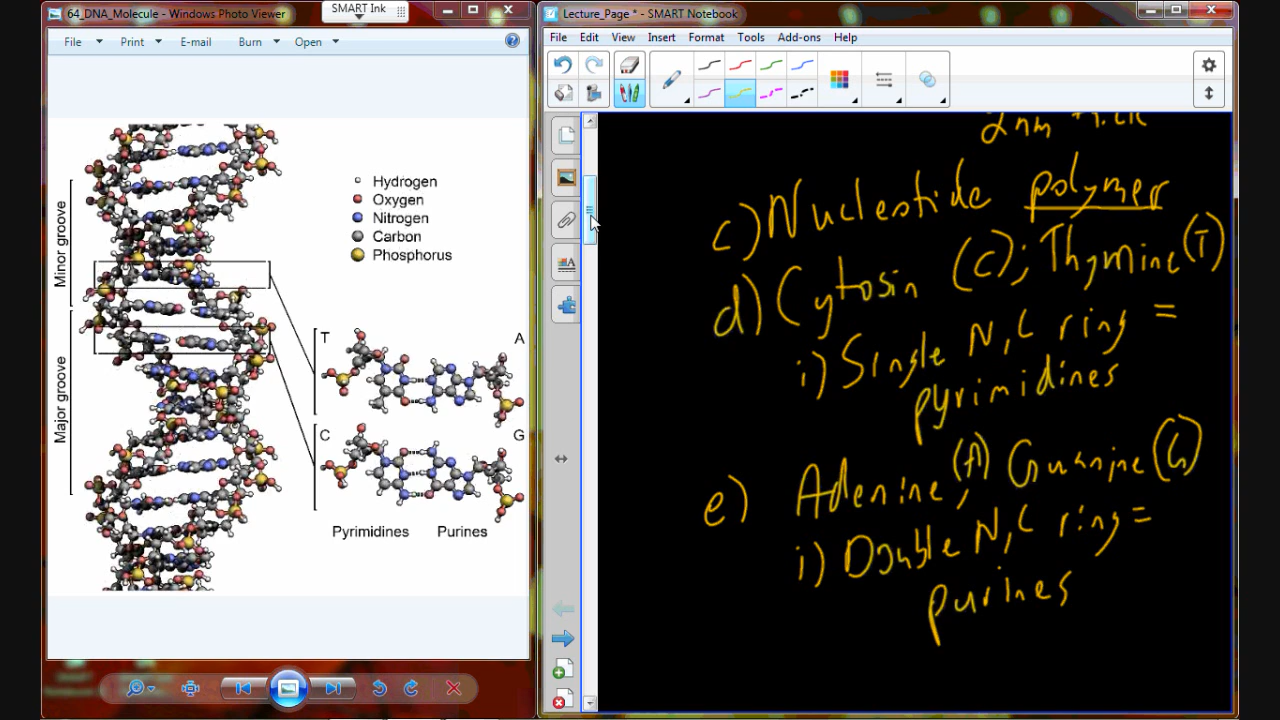 64_DNA_Molecule - Windows Photo Viewer
SMART Ink
File Print E-mail Burn Open
Hydrogen
Oxygen
Nitrogen
Carbon
Phosphorus
Minor groove
Major groove
T A
C G
Pyrimidines Purines
Lecture_Page * - SMART Notebook
File Edit View Insert Format Tools Add-ons Help
2nm
c) Nucleotide polymer
d) Cytosin (C); Thymine (T)
i) Single N, C ring =
pyrimidines
e) Adenine (A), Guanine (G)
i) Double N, C ring =
purines